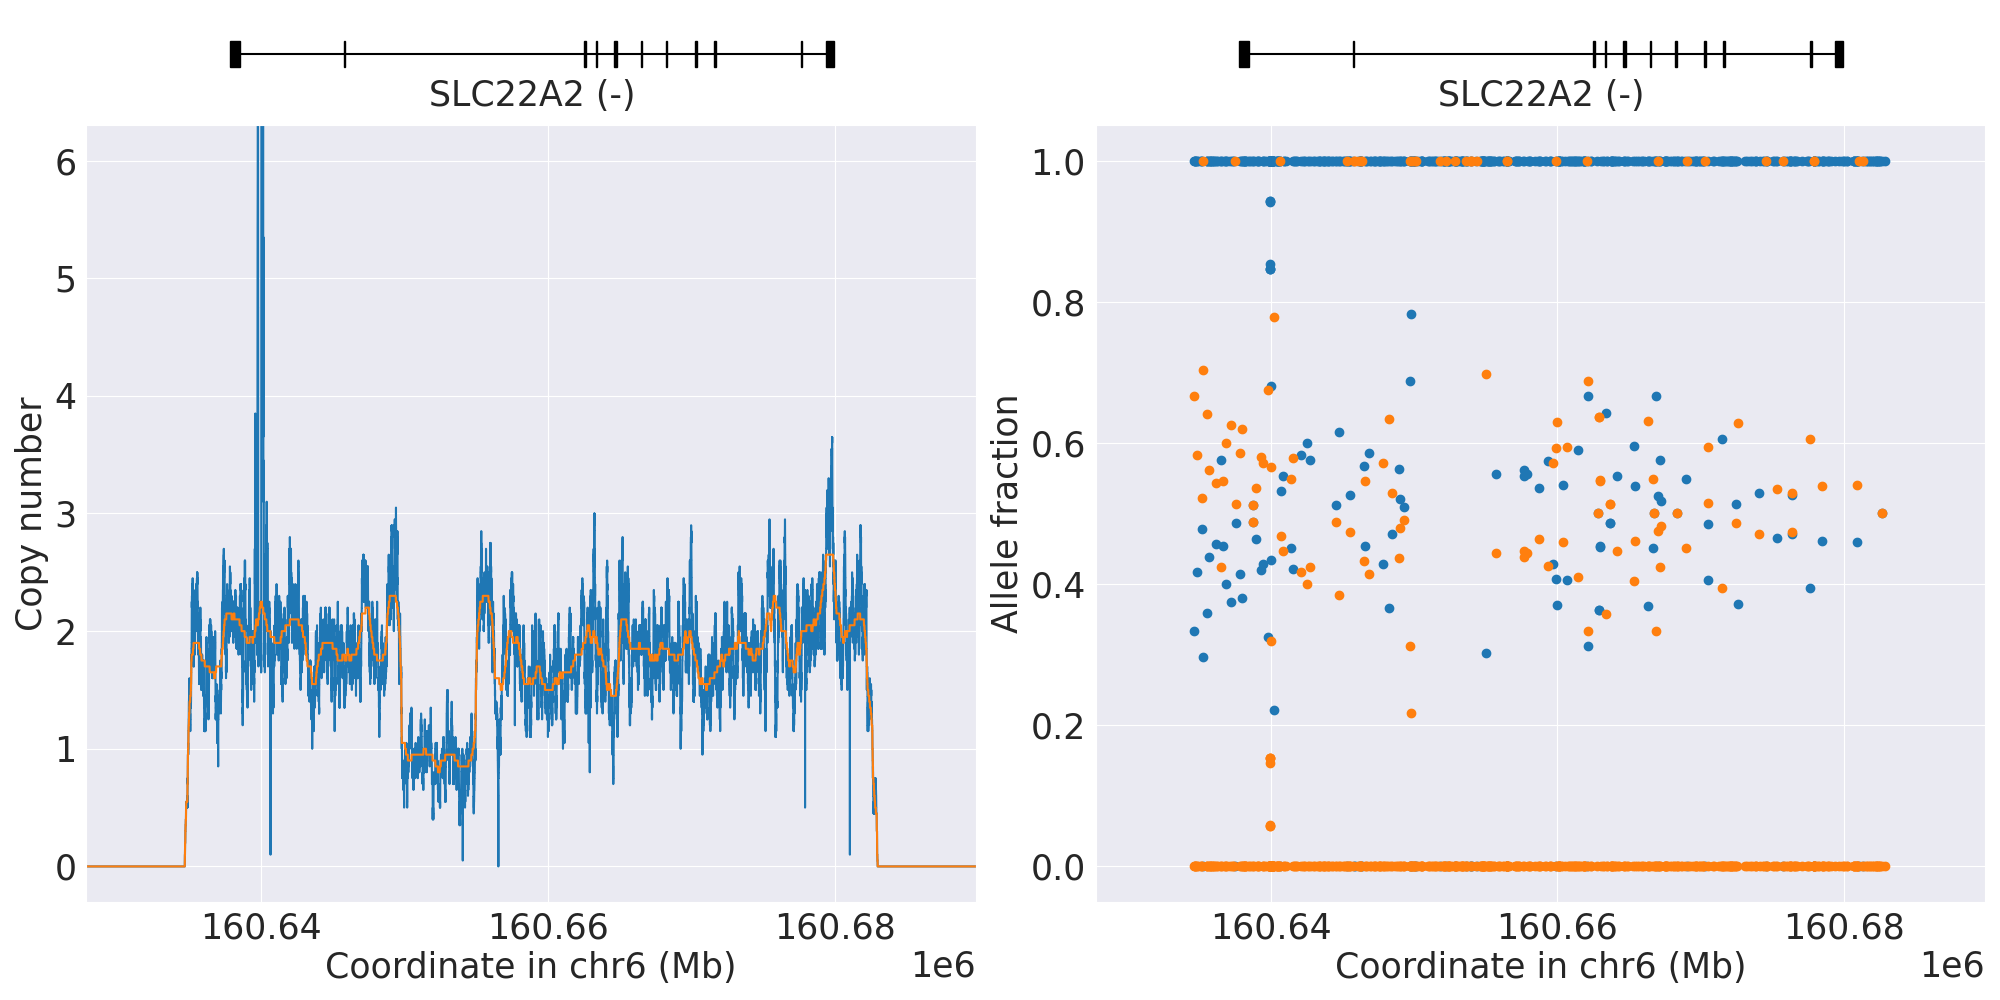 SLC22A2 (-)
SLC22A2 (-)
Copy number
6
5
4
3
2
1
0
160.64
160.66
160.68
Coordinate in chr6 (Mb)
1e6
Allele fraction
1.0
0.8
0.6
0.4
0.2
0.0
160.64
160.66
160.68
Coordinate in chr6 (Mb)
1e6